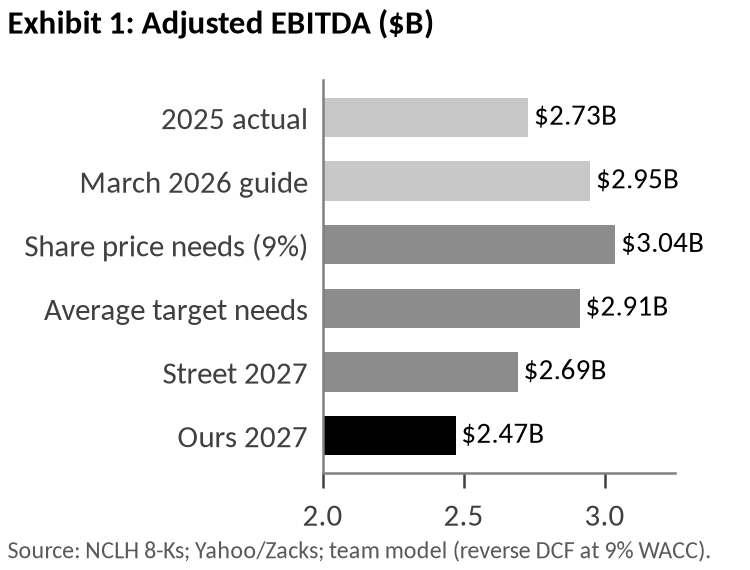 Exhibit 1: Adjusted EBITDA ($B)
2025 actual $2.73B
March 2026 guide $2.95B
Share price needs (9%) $3.04B
Average target needs $2.91B
Street 2027 $2.69B
Ours 2027 $2.47B
2.0 2.5 3.0
Source: NCLH 8-Ks; Yahoo/Zacks; team model (reverse DCF at 9% WACC).